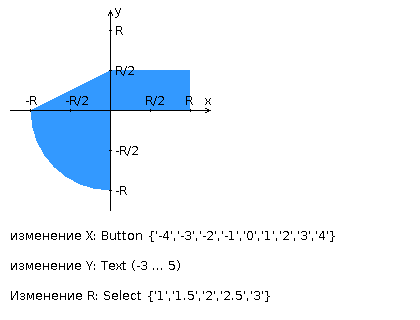 y
R
R/2
-R -R/2 R/2 R x
-R/2
-R
изменение X: Button {'-4','-3','-2','-1','0','1','2','3','4'}
изменение Y: Text (-3 ... 5)
Изменение R: Select {'1','1.5','2','2.5','3'}